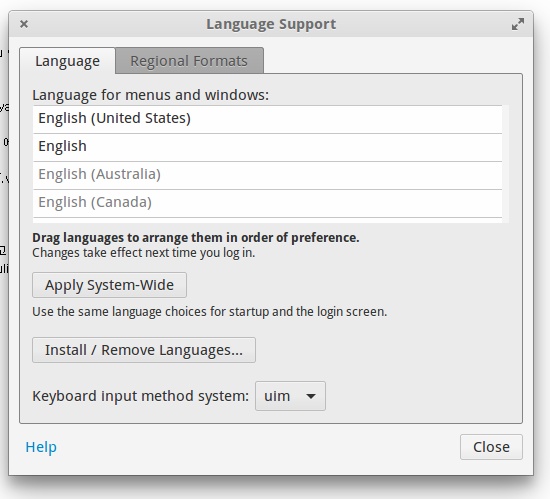 Language Support
Language
Regional Formats
Language for menus and windows:
English (United States)
English
English (Australia)
English (Canada)
Drag languages to arrange them in order of preference.
Changes take effect next time you log in.
Apply System-Wide
Use the same language choices for startup and the login screen.
Install / Remove Languages...
Keyboard input method system: uim
Help
Close